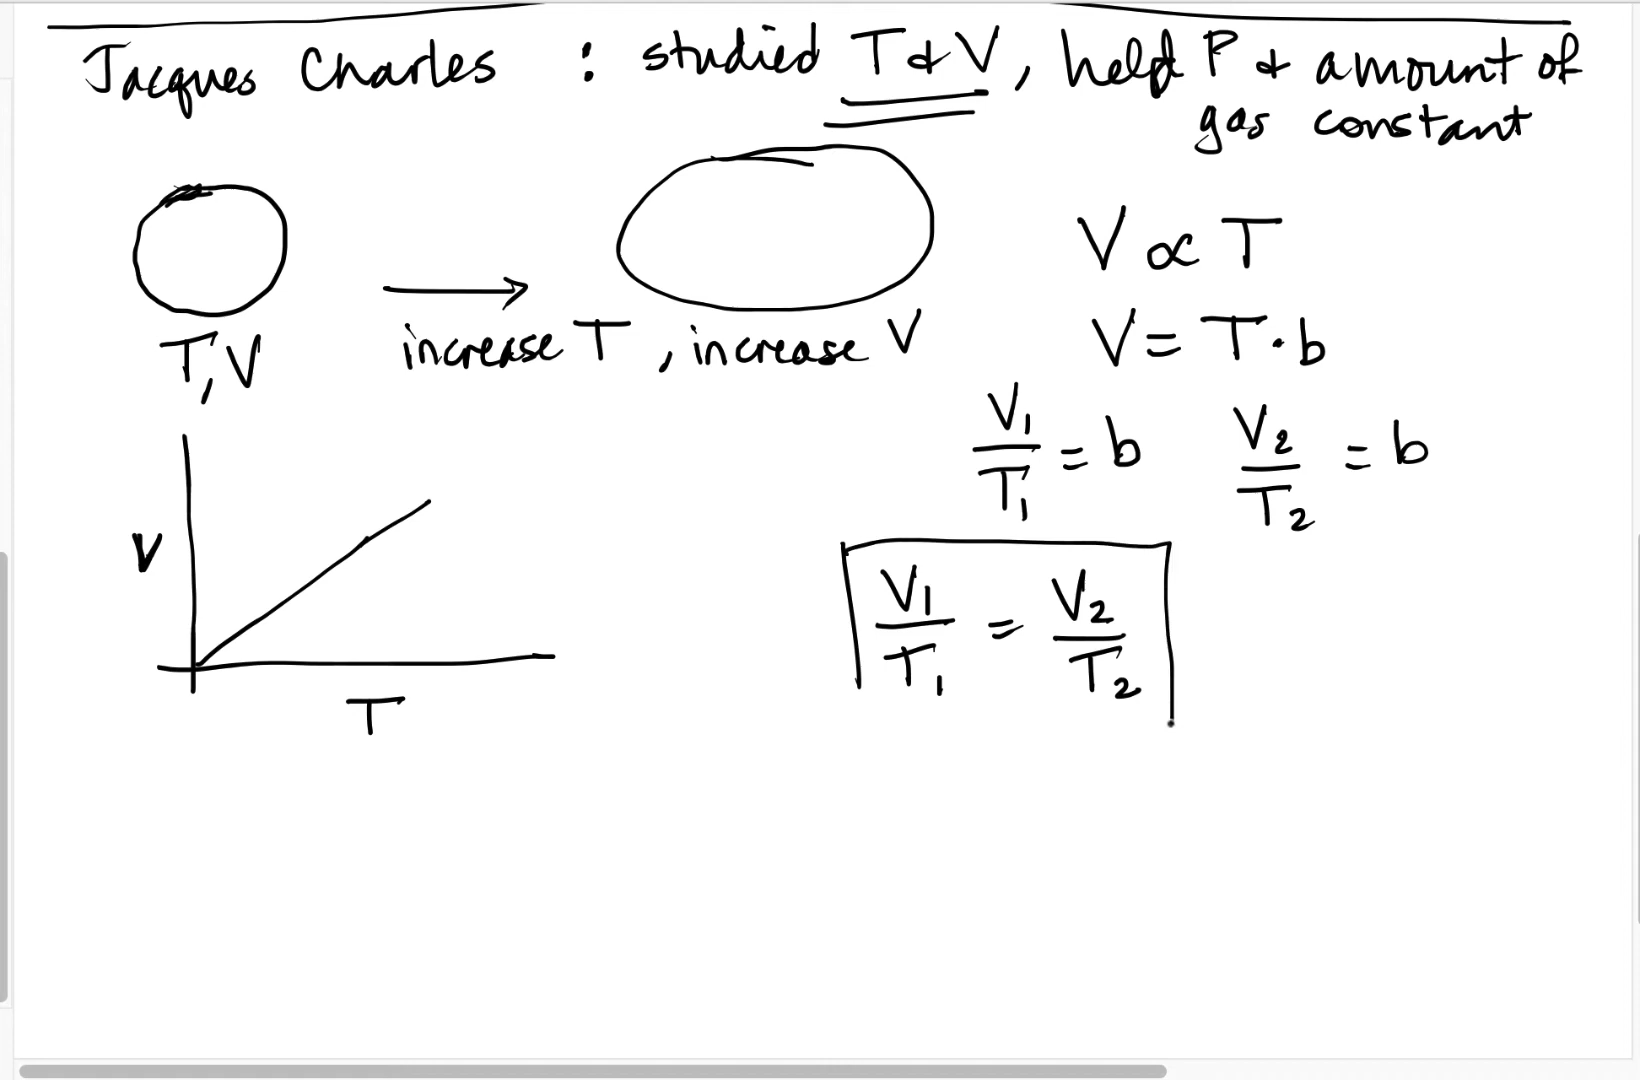 Jacques Charles : studied T & V, held P & amount of
gas constant
V ∝ T
T, V
increase T, increase V
V = T · b
V₁/T₁ = b V₂/T₂ = b
V
V₁/T₁ = V₂/T₂
T